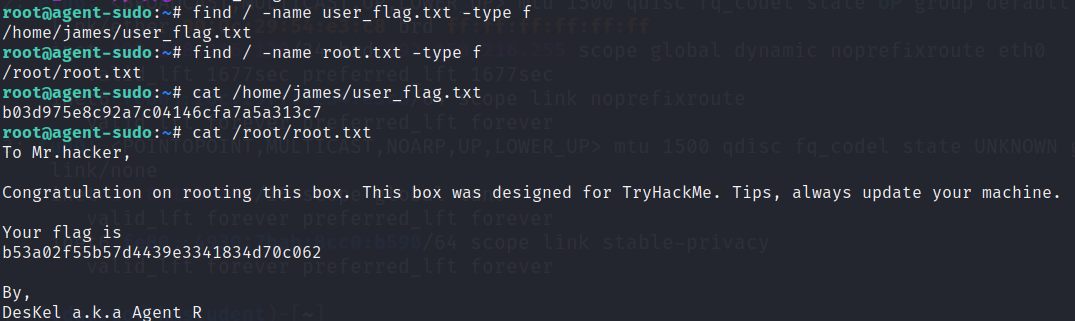 root@agent-sudo:~# find / -name user_flag.txt -type f
/home/james/user_flag.txt
root@agent-sudo:~# find / -name root.txt -type f
/root/root.txt
root@agent-sudo:~# cat /home/james/user_flag.txt
b03d975e8c92a7c04146cfa7a5a313c7
root@agent-sudo:~# cat /root/root.txt
To Mr.hacker,
Congratulation on rooting this box. This box was designed for TryHackMe. Tips, always update your machine.
Your flag is
b53a02f55b57d4439e3341834d70c062
By,
DesKel a.k.a Agent R